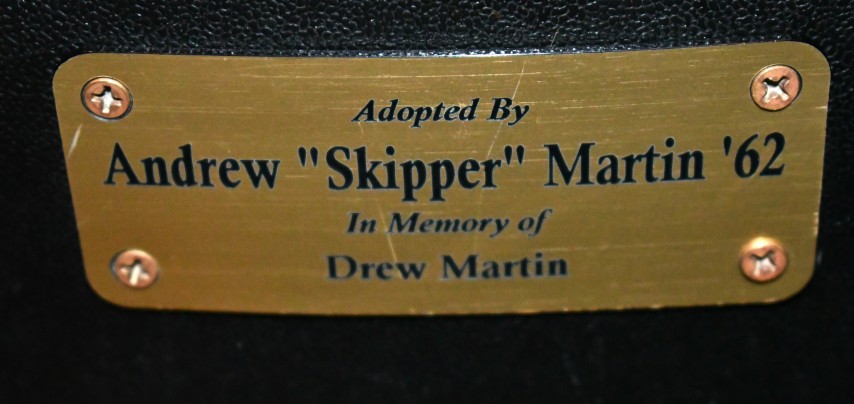 Adopted By
Andrew "Skipper" Martin '62
In Memory of
Drew Martin